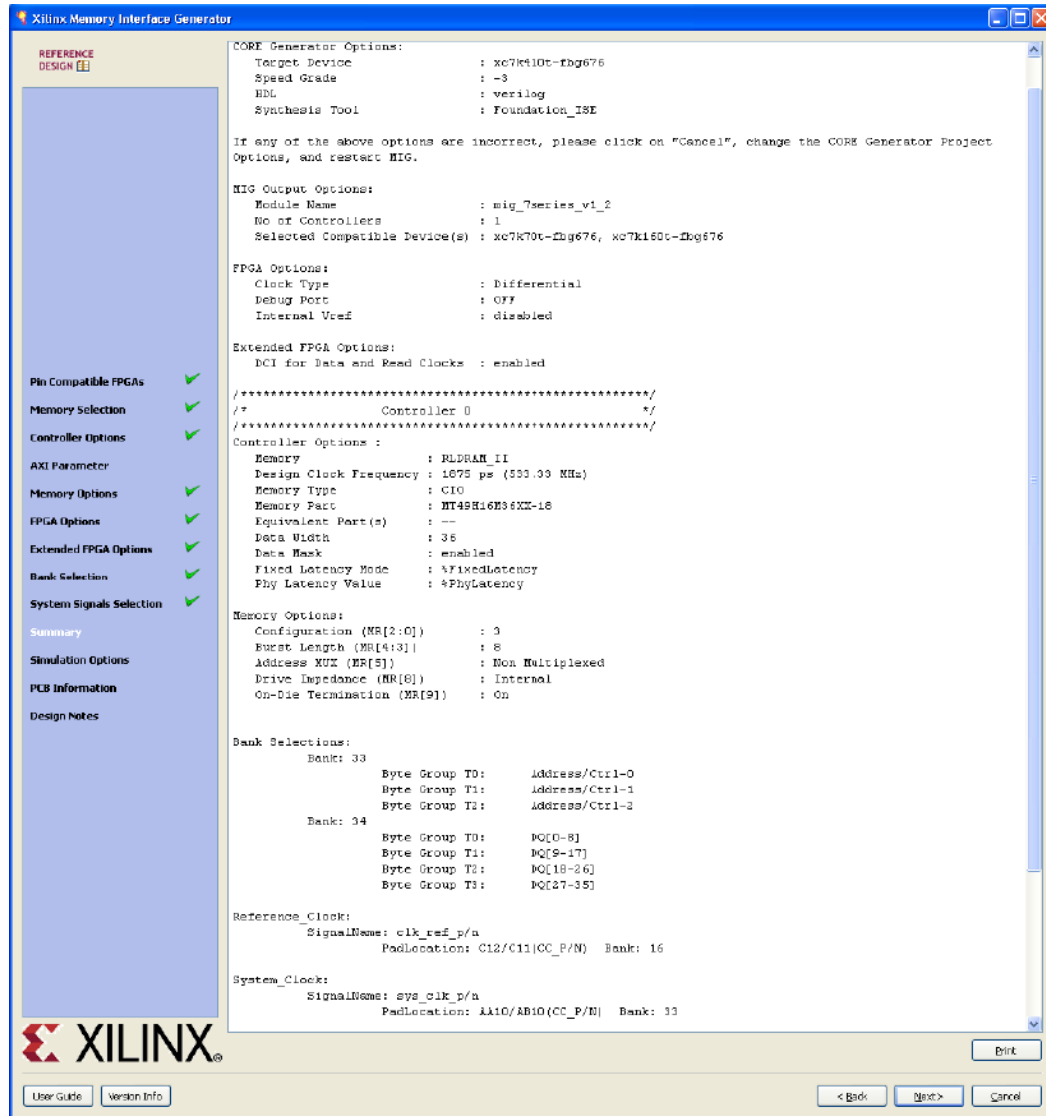 Xilinx Memory Interface Generator
REFERENCE
DESIGN
Pin Compatible FPGAs
Memory Selection
Controller Options
AXI Parameter
Memory Options
FPGA Options
Extended FPGA Options
Bank Selection
System Signals Selection
Summary
Simulation Options
PCB Information
Design Notes
CORE Generator Options:
Target Device : xc7k410t-fbg676
Speed Grade : -3
HDL : verilog
Synthesis Tool : Foundation_ISE
If any of the above options are incorrect, please click on "Cancel", change the CORE Generator Project
Options, and restart MIG.
MIG Output Options:
Module Name : mig_7series_v1_2
No of Controllers : 1
Selected Compatible Device(s) : xc7k70t-fbg676, xc7k160t-fbg676
FPGA Options:
Clock Type : Differential
Debug Port : OFF
Internal Vref : disabled
Extended FPGA Options:
DCI for Data and Read Clocks : enabled
/*******************************************************/
/* Controller 0 */
/*******************************************************/
Controller Options :
Memory : RLDRAM_II
Design Clock Frequency : 1875 ps (533.33 MHz)
Memory Type : CIO
Memory Part : MT49H16M36XX-18
Equivalent Part(s) : --
Data Width : 36
Data Mask : enabled
Fixed Latency Mode : %FixedLatency
Phy Latency Value : %PhyLatency
Memory Options:
Configuration (MR[2:0]) : 3
Burst Length (MR[4:3]) : 8
Address MUX (MR[5]) : Non Multiplexed
Drive Impedance (MR[8]) : Internal
On-Die Termination (MR[9]) : On
Bank Selections:
Bank: 33
Byte Group T0: Address/Ctrl-0
Byte Group T1: Address/Ctrl-1
Byte Group T2: Address/Ctrl-2
Bank: 34
Byte Group T0: DQ[0-8]
Byte Group T1: DQ[9-17]
Byte Group T2: DQ[18-26]
Byte Group T3: DQ[27-35]
Reference_Clock:
SignalName: clk_ref_p/n
PadLocation: C12/C11(CC_P/N) Bank: 16
System_Clock:
SignalName: sys_clk_p/n
PadLocation: AA10/AB10(CC_P/N) Bank: 33
XILINX®
Print
User Guide
Version Info
< Back
Next >
Cancel